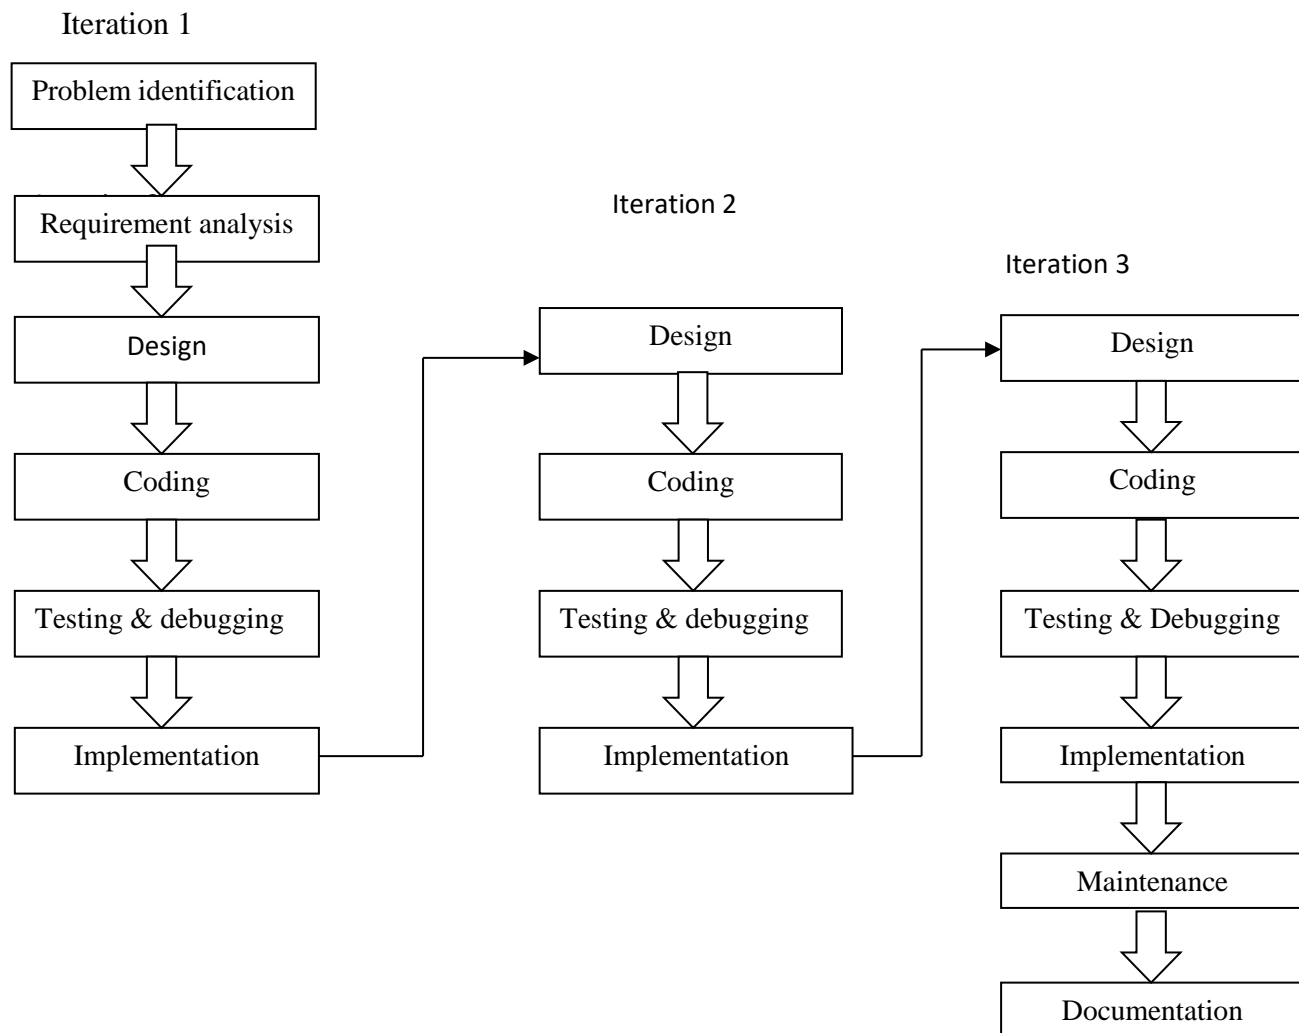 Iteration 1
Problem identification
Requirement analysis
Design
Coding
Testing & debugging
Implementation
Iteration 2
Design
Coding
Testing & debugging
Implementation
Iteration 3
Design
Coding
Testing & Debugging
Implementation
Maintenance
Documentation